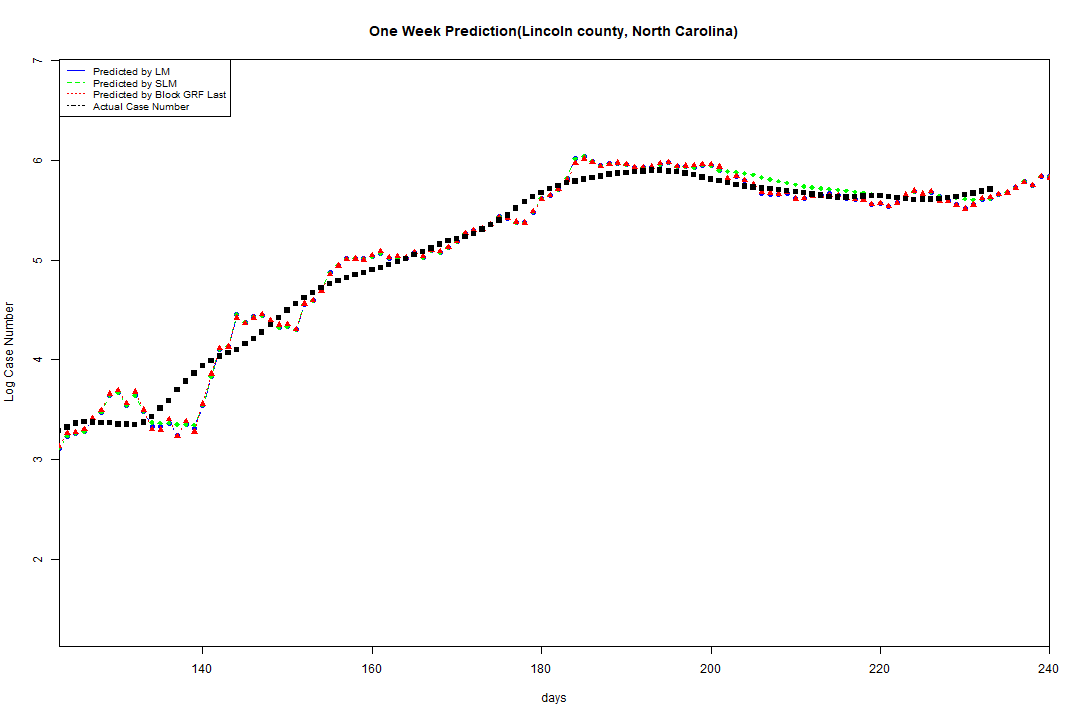 One Week Prediction(Lincoln county, North Carolina)
Predicted by LM
Predicted by SLM
Predicted by Block GRF Last
Actual Case Number
7
6
5
4
3
2
Log Case Number
140 160 180 200 220 240
days